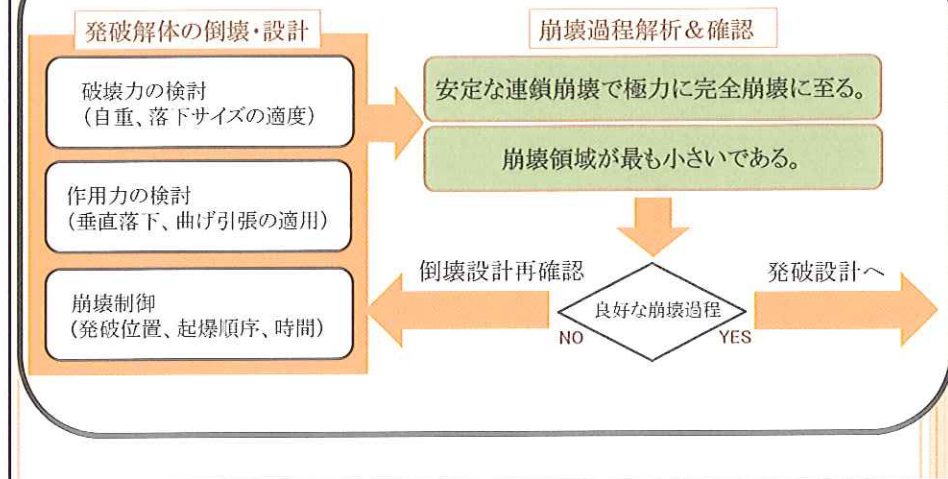 発破解体の倒壊・設計
破壊力の検討
(自重、落下サイズの適度)
作用力の検討
(垂直落下、曲げ引張の適用)
崩壊制御
(発破位置、起爆順序、時間)
崩壊過程解析&確認
安定な連鎖崩壊で極力に完全崩壊に至る。
崩壊領域が最も小さいである。
倒壊設計再確認
良好な崩壊過程
発破設計へ
NO
YES